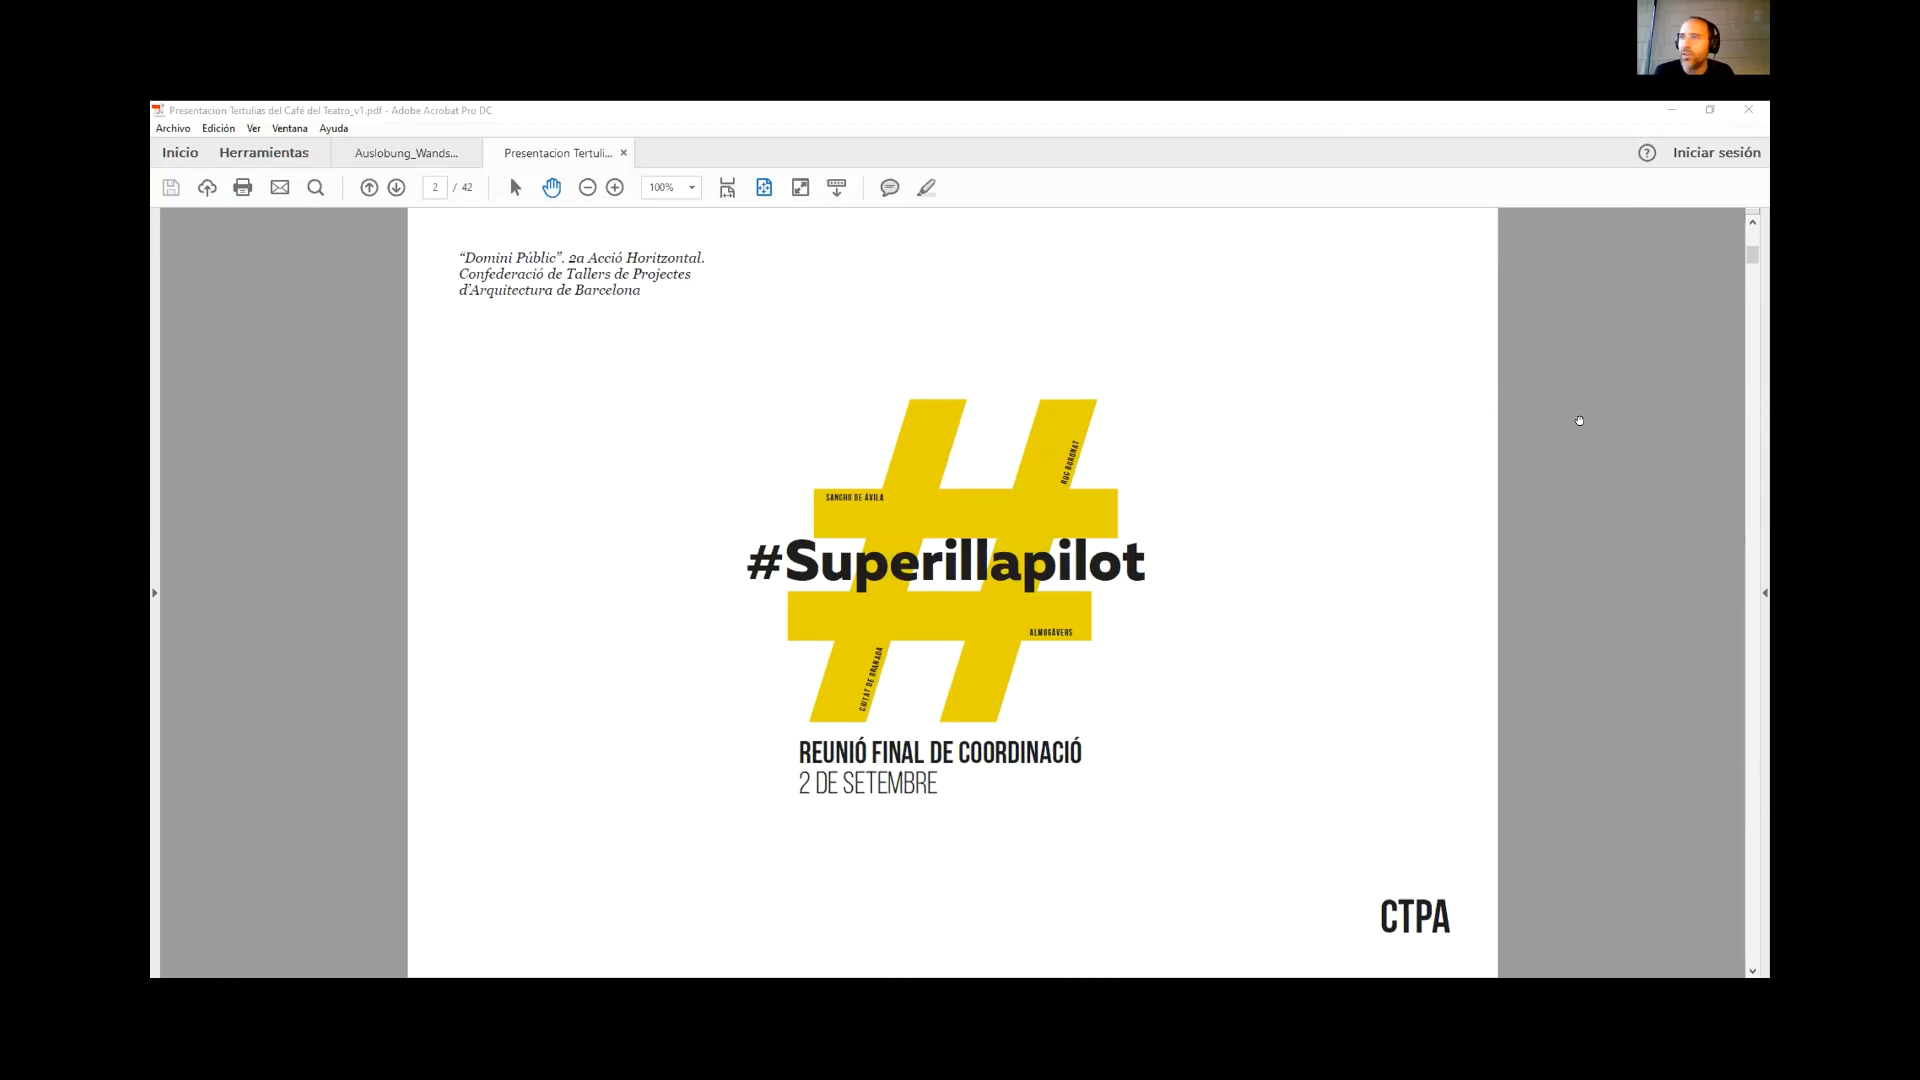 Presentacion Tertulias del Café del Teatro_v1.pdf - Adobe Acrobat Pro DC
Archivo Edición Ver Ventana Ayuda
Inicio Herramientas Auslobung_Wands... Presentacion Tertuli... × Iniciar sesión
2 / 42 100%
“Domini Públic”. 2a Acció Horitzontal.
Confederació de Tallers de Projectes
d’Arquitectura de Barcelona
ROC BORONAT
SANCHO DE ÁVILA
#Superillapilot
ALMOGÀVERS
CIUTAT DE GRANADA
REUNIÓ FINAL DE COORDINACIÓ
2 DE SETEMBRE
CTPA